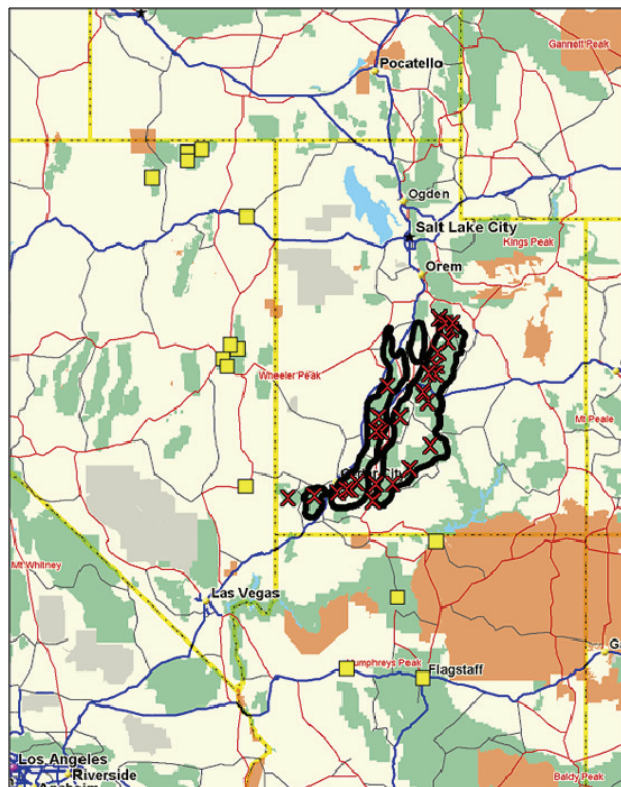 Gannett Peak
Pocatello
Ogden
Salt Lake City
Kings Peak
Orem
Wheeler Peak
Mt Peale
Mt Whitney
Las Vegas
Humphreys Peak
Flagstaff
G
Los Angeles
Riverside
Baldy Peak